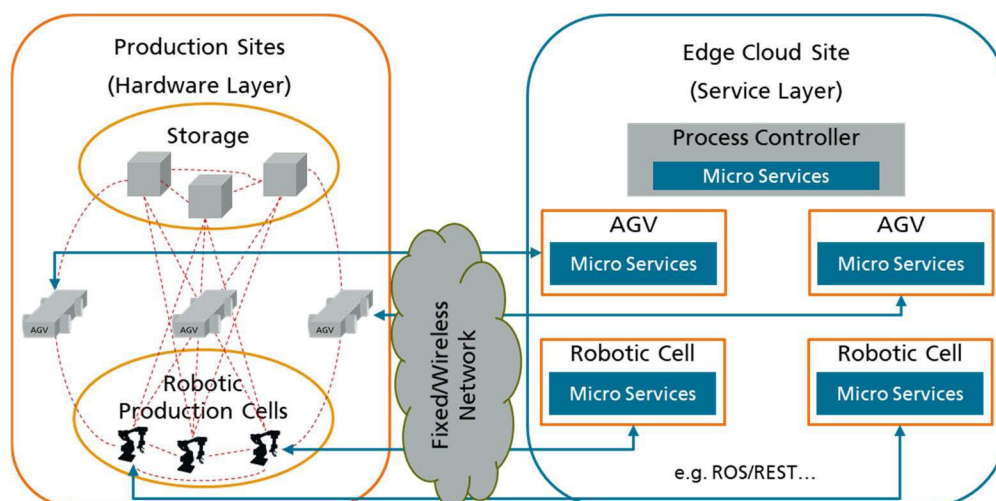 Production Sites
(Hardware Layer)
Storage
AGV
AGV
AGV
Robotic
Production Cells
Fixed/Wireless
Network
Edge Cloud Site
(Service Layer)
Process Controller
Micro Services
AGV
Micro Services
AGV
Micro Services
Robotic Cell
Micro Services
Robotic Cell
Micro Services
e.g. ROS/REST...